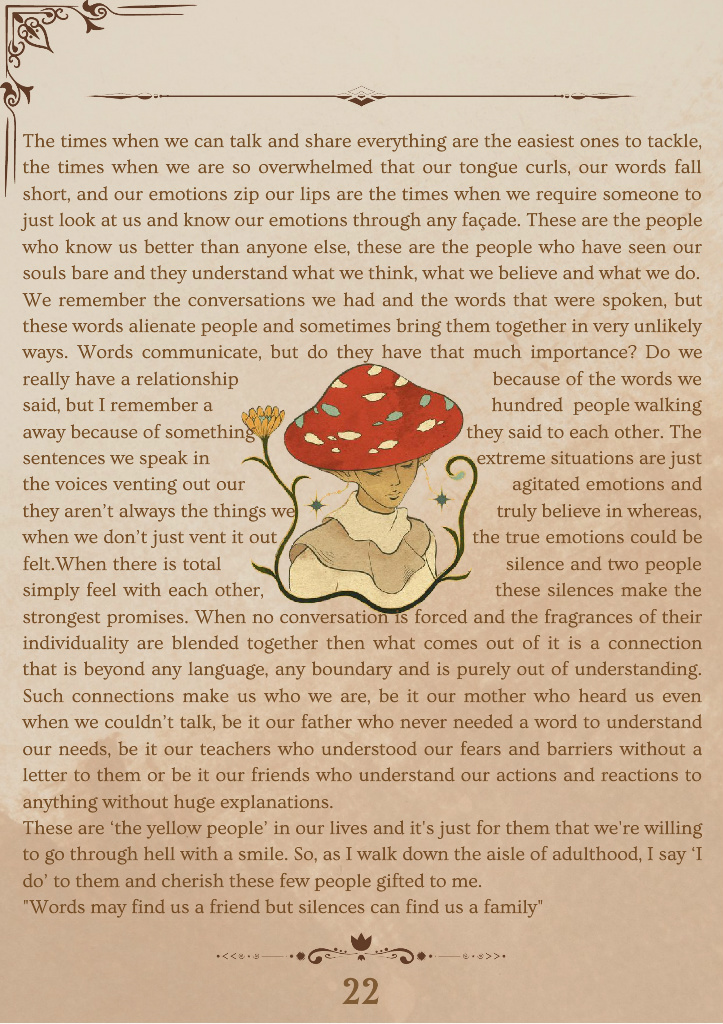 The times when we can talk and share everything are the easiest ones to tackle,
the times when we are so overwhelmed that our tongue curls, our words fall
short, and our emotions zip our lips are the times when we require someone to
just look at us and know our emotions through any façade. These are the people
who know us better than anyone else, these are the people who have seen our
souls bare and they understand what we think, what we believe and what we do.
We remember the conversations we had and the words that were spoken, but
these words alienate people and sometimes bring them together in very unlikely
ways. Words communicate, but do they have that much importance? Do we
really have a relationship because of the words we
said, but I remember a hundred people walking
away because of something they said to each other. The
sentences we speak in extreme situations are just
the voices venting out our agitated emotions and
they aren't always the things we truly believe in whereas,
when we don't just vent it out the true emotions could be
felt.When there is total silence and two people
simply feel with each other, these silences make the
strongest promises. When no conversation is forced and the fragrances of their
individuality are blended together then what comes out of it is a connection
that is beyond any language, any boundary and is purely out of understanding.
Such connections make us who we are, be it our mother who heard us even
when we couldn't talk, be it our father who never needed a word to understand
our needs, be it our teachers who understood our fears and barriers without a
letter to them or be it our friends who understand our actions and reactions to
anything without huge explanations.
These are ‘the yellow people’ in our lives and it's just for them that we're willing
to go through hell with a smile. So, as I walk down the aisle of adulthood, I say ‘I
do’ to them and cherish these few people gifted to me.
"Words may find us a friend but silences can find us a family"
22